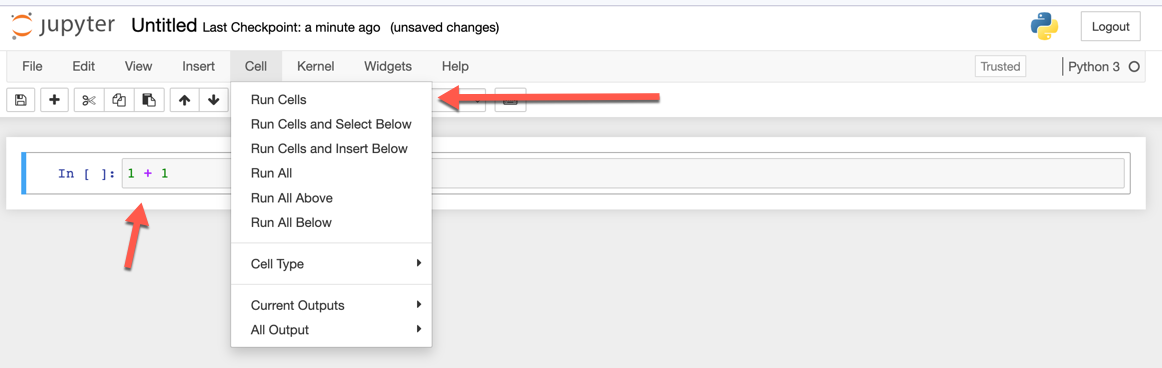 jupyter Untitled Last Checkpoint: a minute ago (unsaved changes) Logout
File Edit View Insert Cell Kernel Widgets Help Trusted Python 3
Run Cells
Run Cells and Select Below
Run Cells and Insert Below
In [ ]: 1 + 1
Run All
Run All Above
Run All Below
Cell Type
Current Outputs
All Output